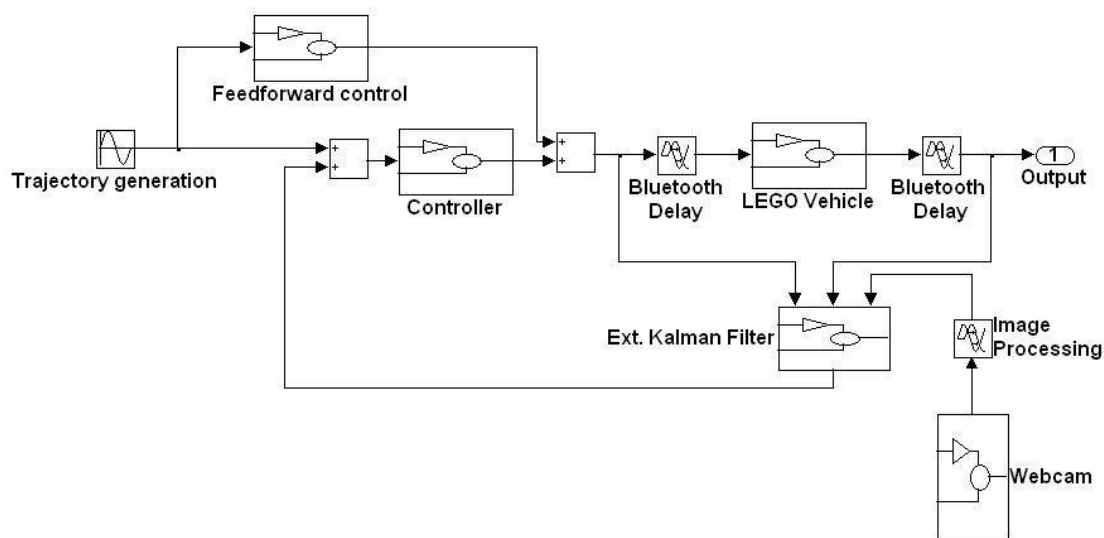 Feedforward control
+
+
+
+
Trajectory generation
Controller
Bluetooth
Delay
LEGO Vehicle
Bluetooth
Delay
1
Output
Ext. Kalman Filter
Image
Processing
Webcam